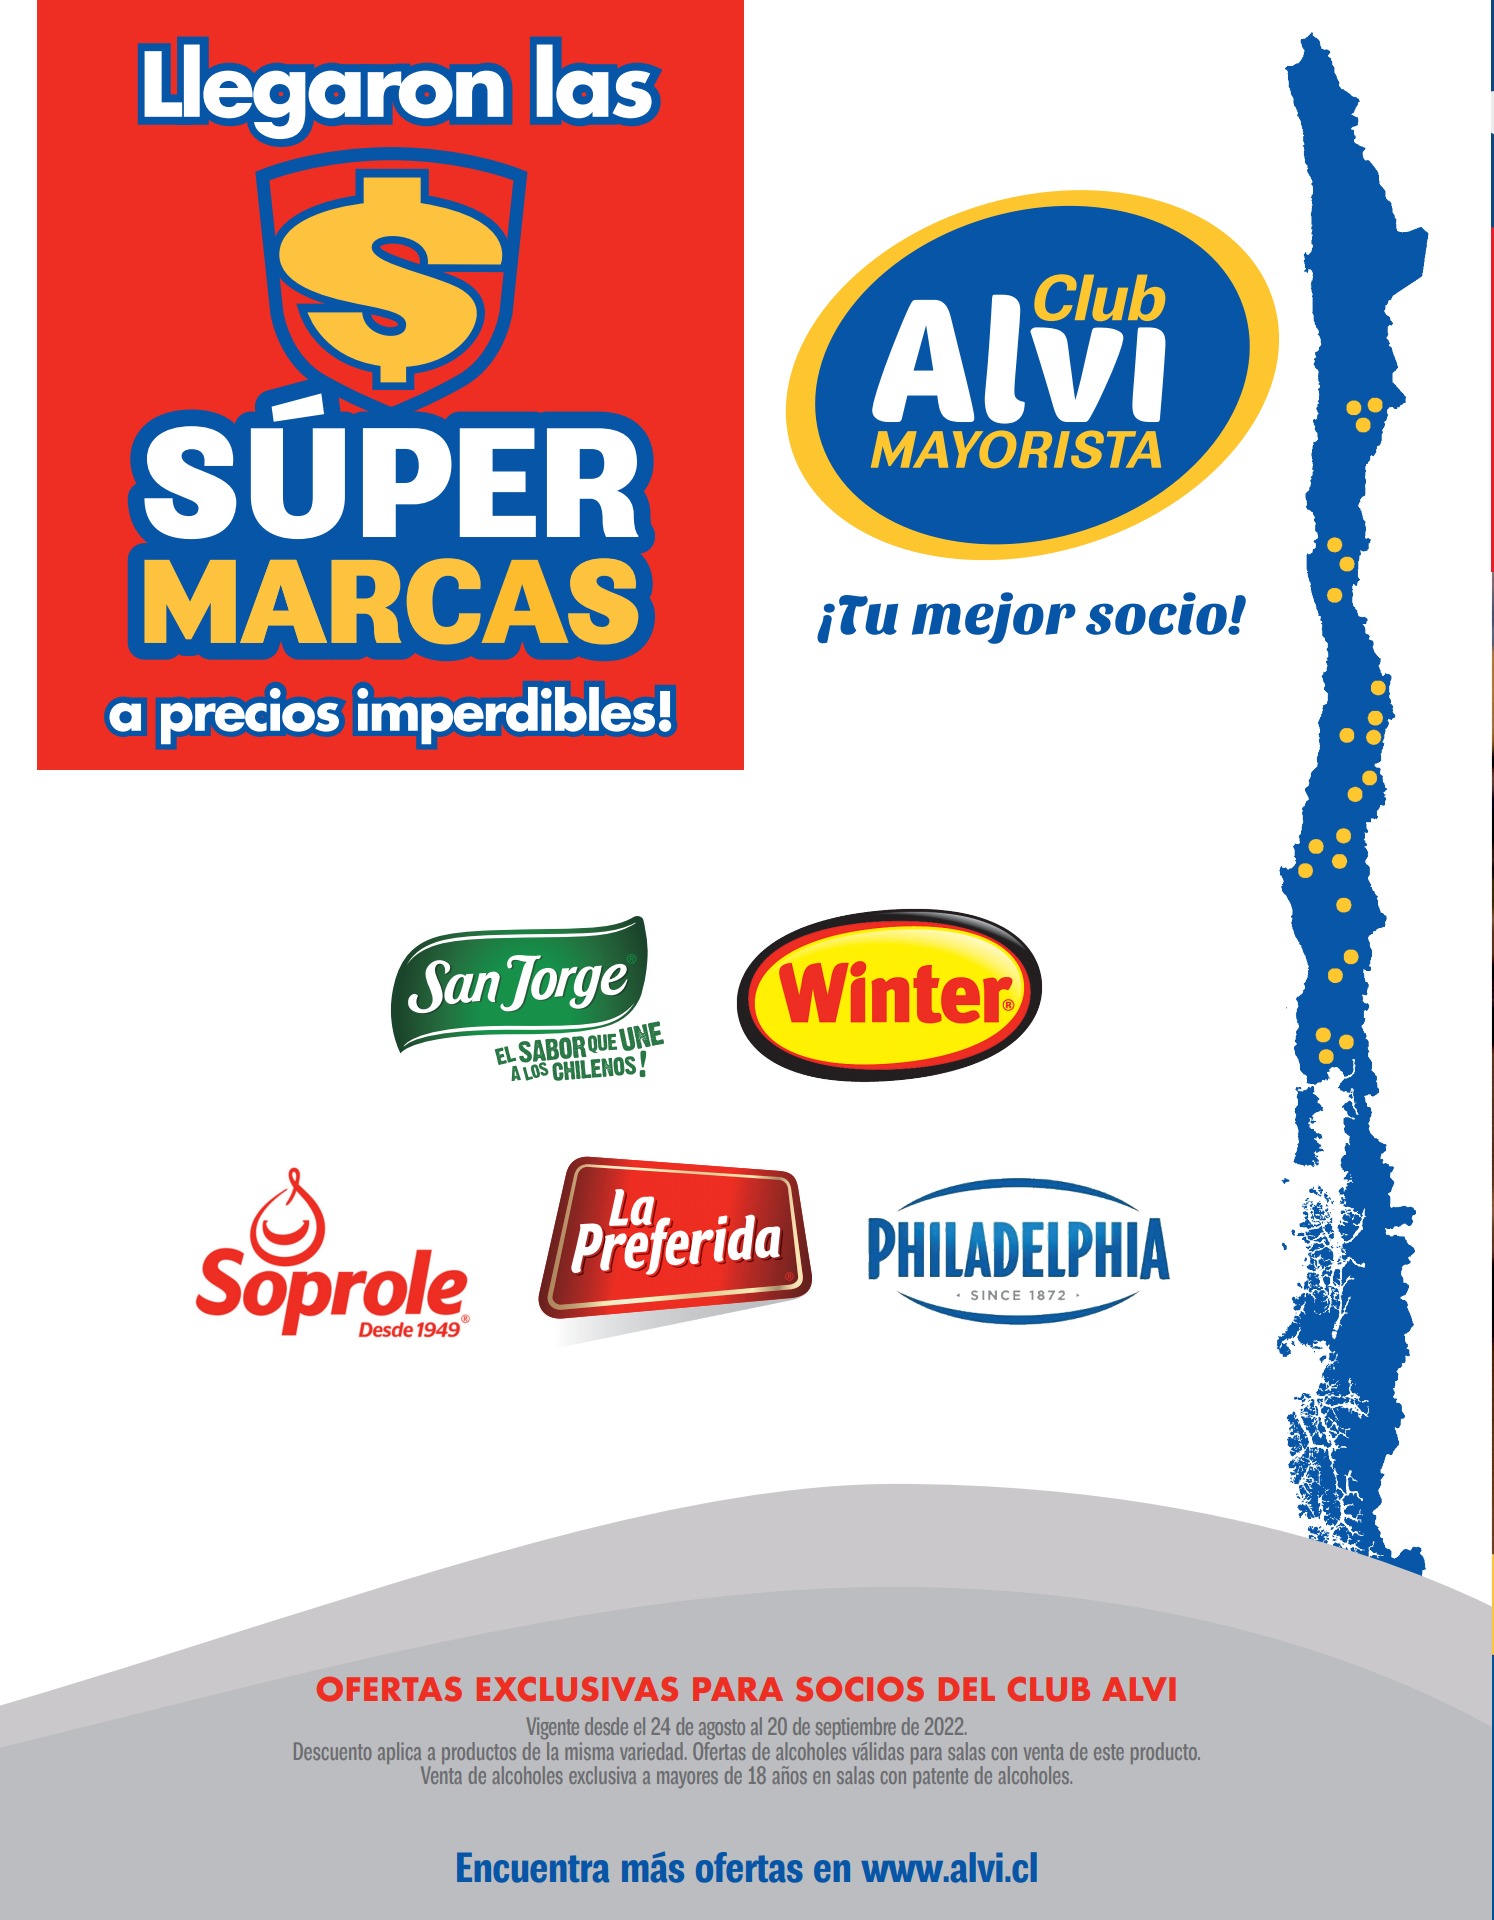 Llegaron las
$
SÚPER
MARCAS
a precios imperdibles!
Club
Alvi
MAYORISTA
¡Tu mejor socio!
San Jorge®
EL SABOR QUE UNE
A LOS CHILENOS!
Winter®
Soprole®
Desde 1949
La
Preferida®
PHILADELPHIA
• SINCE 1872 •
OFERTAS EXCLUSIVAS PARA SOCIOS DEL CLUB ALVI
Vigente desde el 24 de agosto al 20 de septiembre de 2022.
Descuento aplica a productos de la misma variedad. Ofertas de alcoholes válidas para salas con venta de este producto.
Venta de alcoholes exclusiva a mayores de 18 años en salas con patente de alcoholes.
Encuentra más ofertas en www.alvi.cl